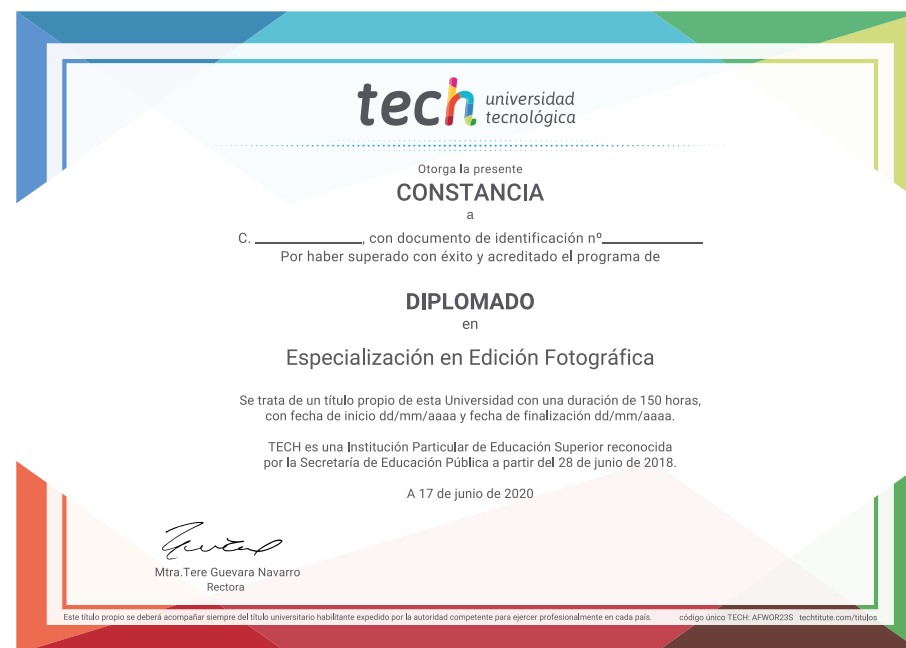 tech universidad
tecnológica
Otorga la presente
CONSTANCIA
a
C. ____________, con documento de identificación nº____________
Por haber superado con éxito y acreditado el programa de
DIPLOMADO
en
Especialización en Edición Fotográfica
Se trata de un título propio de esta Universidad con una duración de 150 horas,
con fecha de inicio dd/mm/aaaa y fecha de finalización dd/mm/aaaa.
TECH es una Institución Particular de Educación Superior reconocida
por la Secretaría de Educación Pública a partir del 28 de junio de 2018.
A 17 de junio de 2020
Mtra.Tere Guevara Navarro
Rectora
Este título propio se deberá acompañar siempre del título universitario habilitante expedido por la autoridad competente para ejercer profesionalmente en cada país. código único TECH: AFWOR23S techtitute.com/titulos